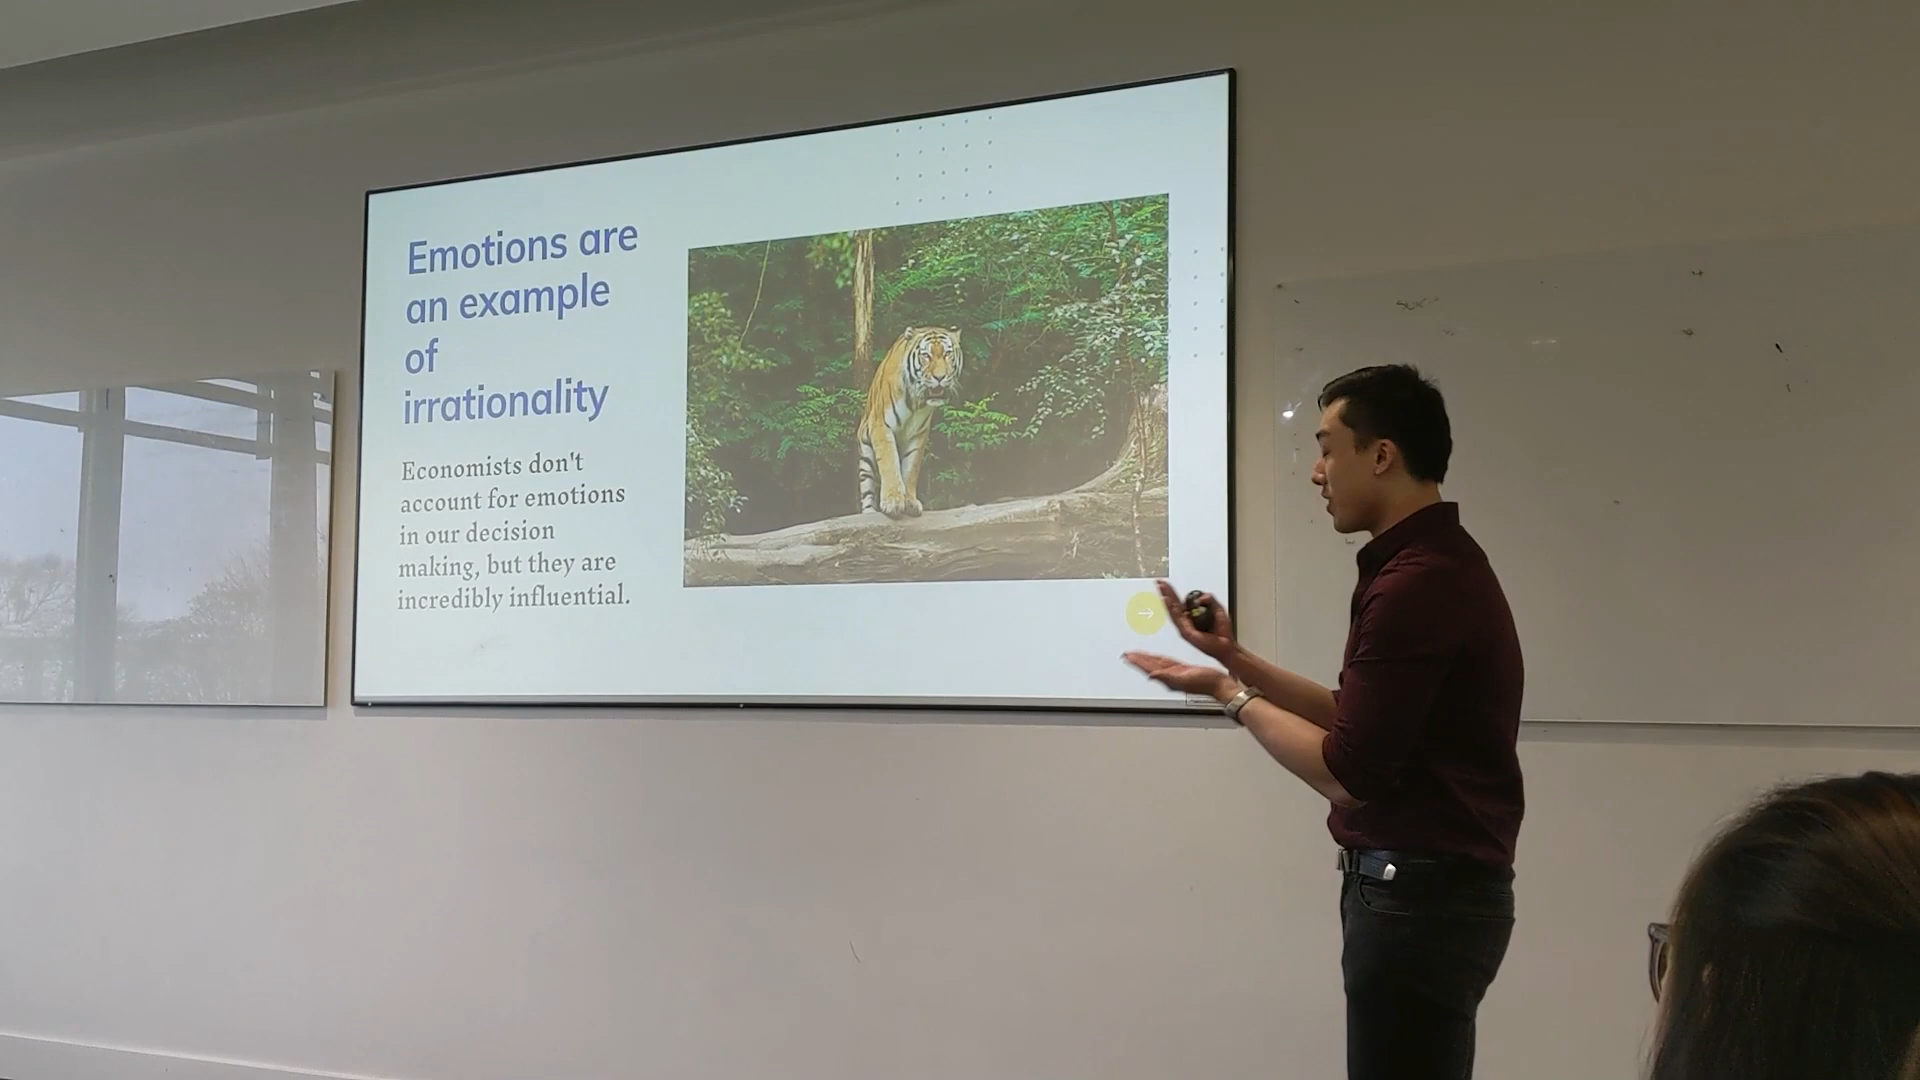 Emotions are
an example
of
irrationality
Economists don't
account for emotions
in our decision
making, but they are
incredibly influential.